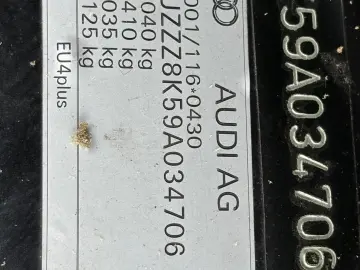 AUDI AG
001/116*0430
UZZZ8K59A034706
040 kg
410 kg
035 kg
125 kg
EU4plus
59A034706